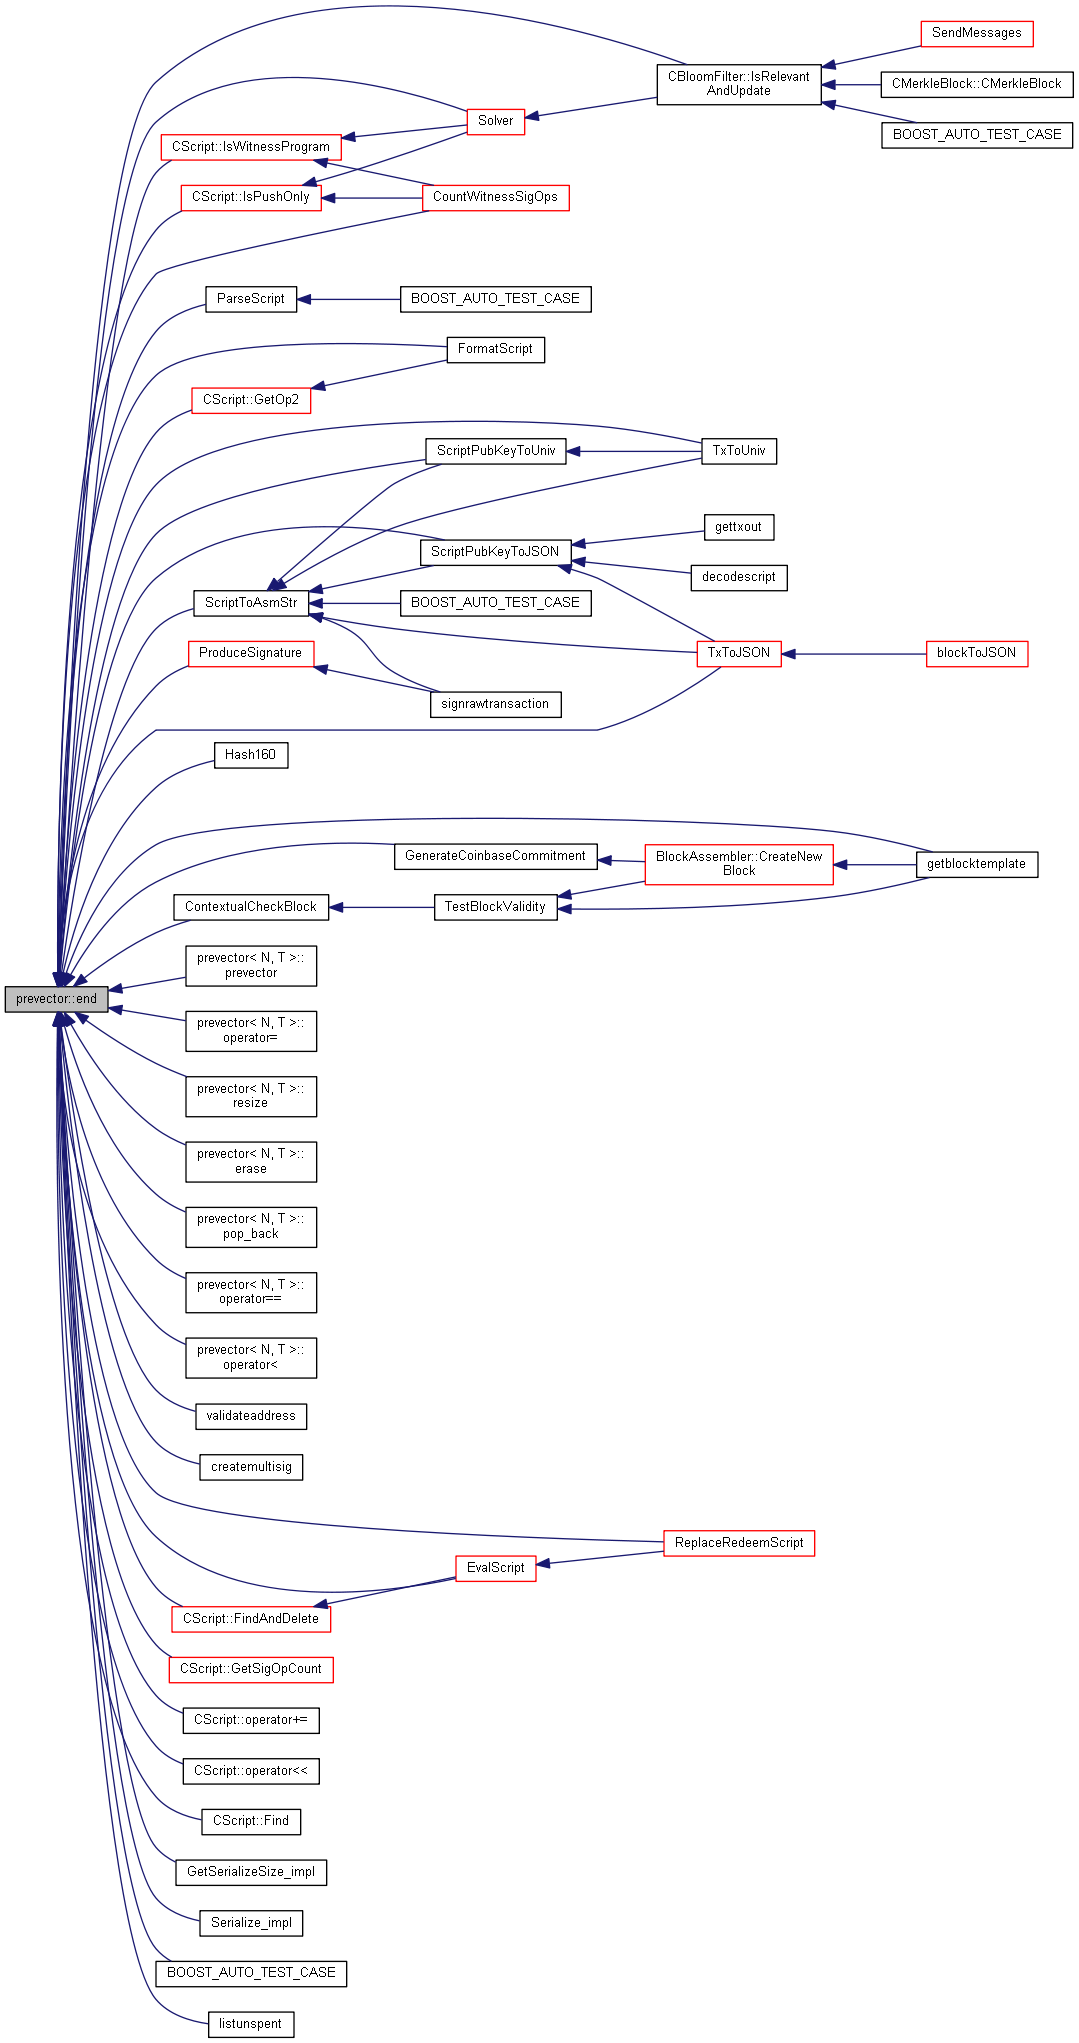 SendMessages
CBloomFilter::IsRelevant
AndUpdate
CMerkleBlock::CMerkleBlock
Solver
BOOST_AUTO_TEST_CASE
CScript::IsWitnessProgram
CScript::IsPushOnly
CountWitnessSigOps
ParseScript
BOOST_AUTO_TEST_CASE
FormatScript
CScript::GetOp2
ScriptPubKeyToUniv
TxToUniv
gettxout
ScriptPubKeyToJSON
decodescript
ScriptToAsmStr
BOOST_AUTO_TEST_CASE
ProduceSignature
TxToJSON
blockToJSON
signrawtransaction
Hash160
GenerateCoinbaseCommitment
BlockAssembler::CreateNew
Block
getblocktemplate
ContextualCheckBlock
TestBlockValidity
prevector< N, T >::
prevector
prevector::end
prevector< N, T >::
operator=
prevector< N, T >::
resize
prevector< N, T >::
erase
prevector< N, T >::
pop_back
prevector< N, T >::
operator==
prevector< N, T >::
operator<
validateaddress
createmultisig
ReplaceRedeemScript
EvalScript
CScript::FindAndDelete
CScript::GetSigOpCount
CScript::operator+=
CScript::operator<<
CScript::Find
GetSerializeSize_impl
Serialize_impl
BOOST_AUTO_TEST_CASE
listunspent